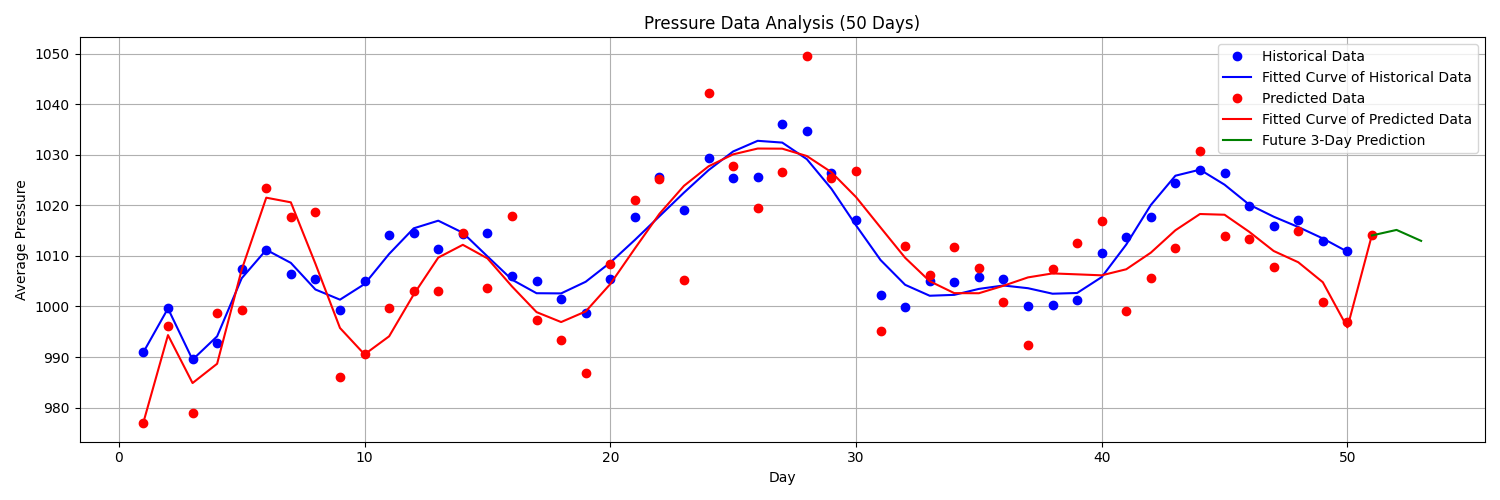 Pressure Data Analysis (50 Days)
Historical Data
Fitted Curve of Historical Data
Predicted Data
Fitted Curve of Predicted Data
Future 3-Day Prediction
Average Pressure
1050
1040
1030
1020
1010
1000
990
980
0 10 20 30 40 50
Day